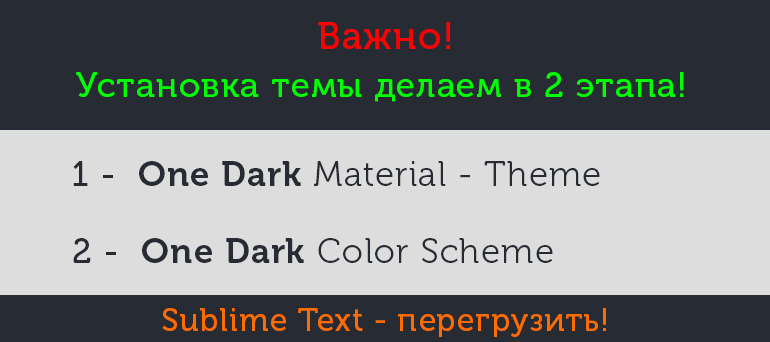 Важно!
Установка темы делаем в 2 этапа!
1 - One Dark Material - Theme
2 - One Dark Color Scheme
Sublime Text - перегрузить!